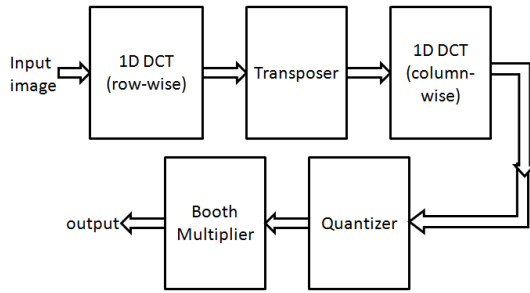 Input
image
1D DCT
(row-wise)
Transposer
1D DCT
(column-
wise)
output
Booth
Multiplier
Quantizer